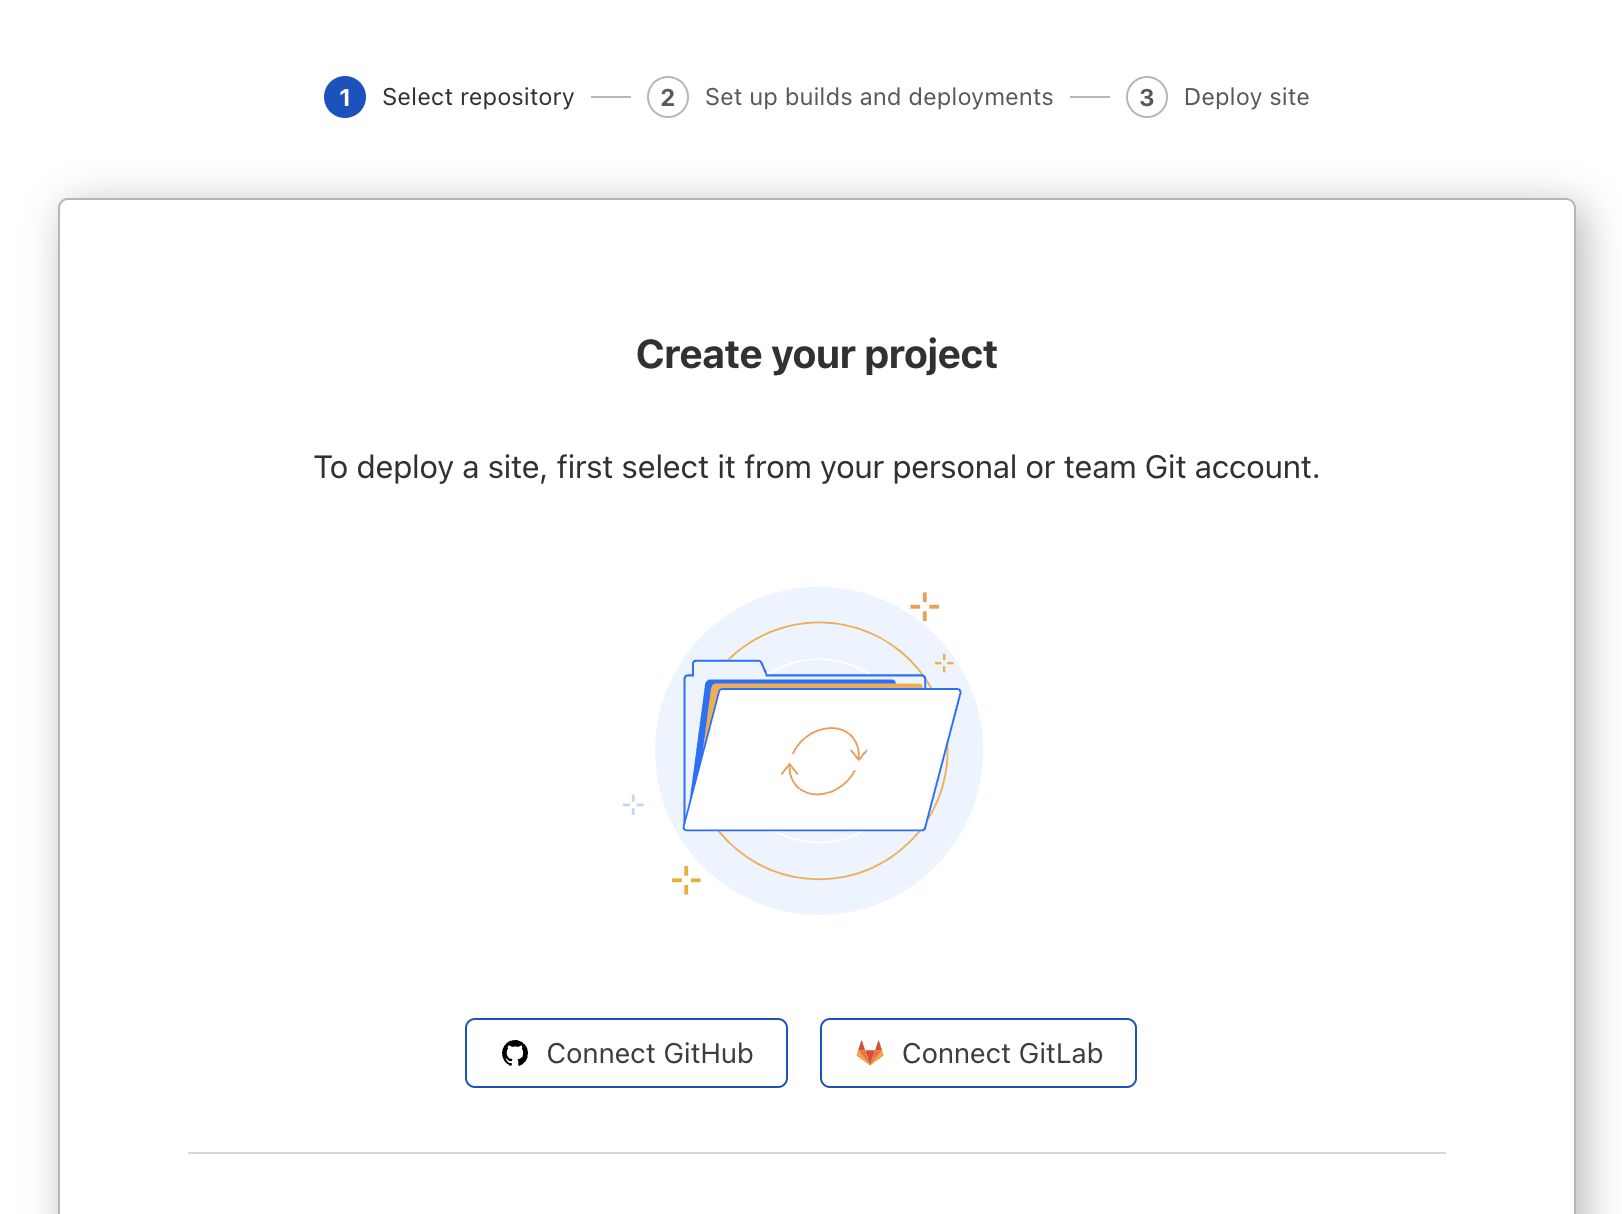 1 Select repository 2 Set up builds and deployments 3 Deploy site
Create your project
To deploy a site, first select it from your personal or team Git account.
Connect GitHub Connect GitLab